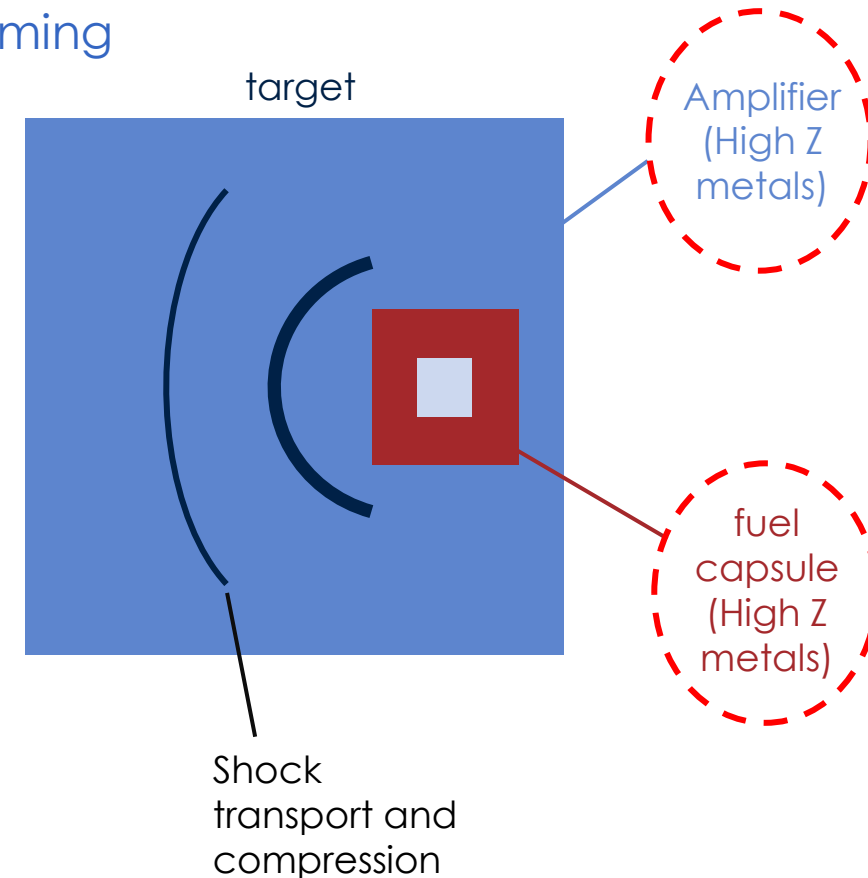 ming
target
Amplifier
(High Z
metals)
fuel
capsule
(High Z
metals)
Shock
transport and
compression